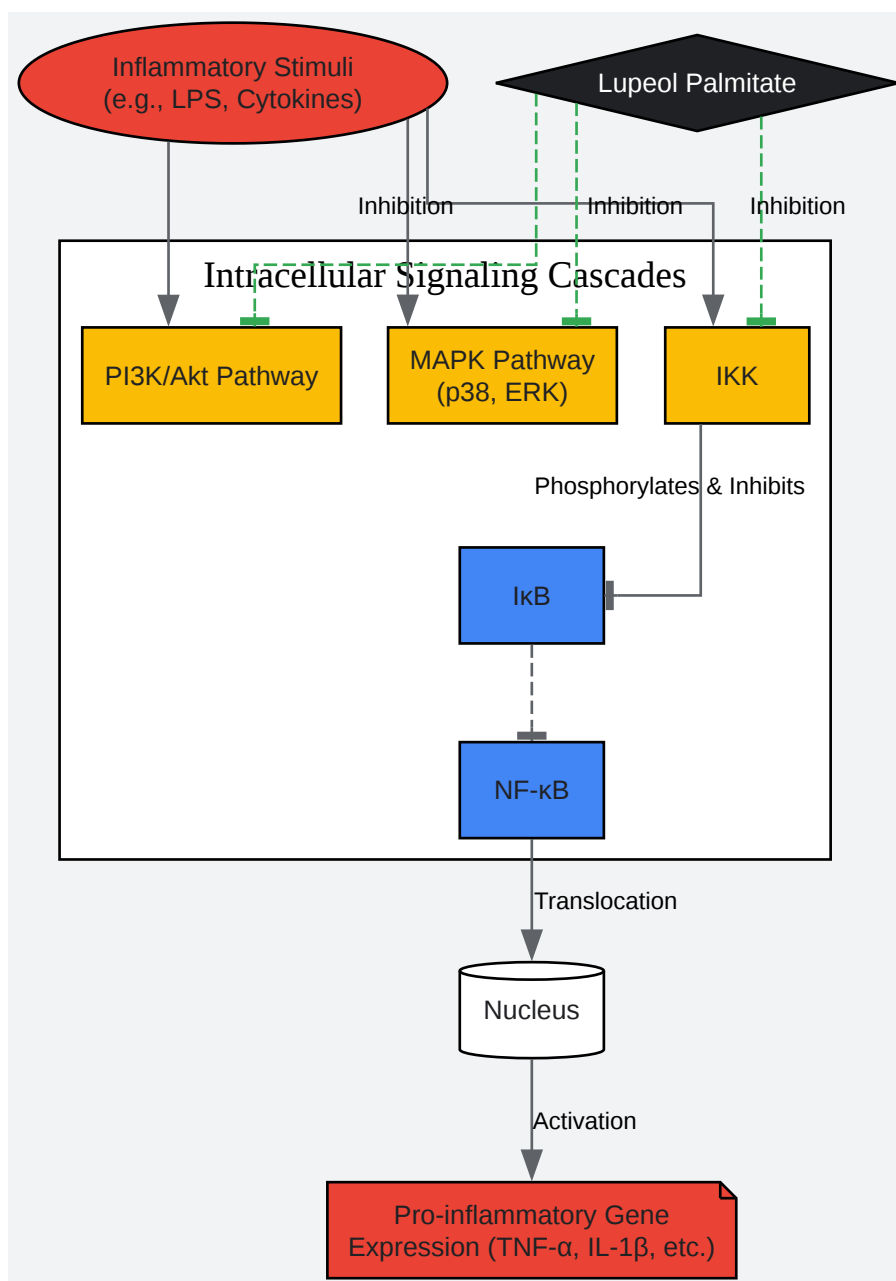 Inflammatory Stimuli
(e.g., LPS, Cytokines)
Lupeol Palmitate
Inhibition
Inhibition
Inhibition
Intracellular Signaling Cascades
PI3K/Akt Pathway
MAPK Pathway
(p38, ERK)
IKK
Phosphorylates & Inhibits
IκB
NF-κB
Translocation
Nucleus
Activation
Pro-inflammatory Gene
Expression (TNF-α, IL-1β, etc.)